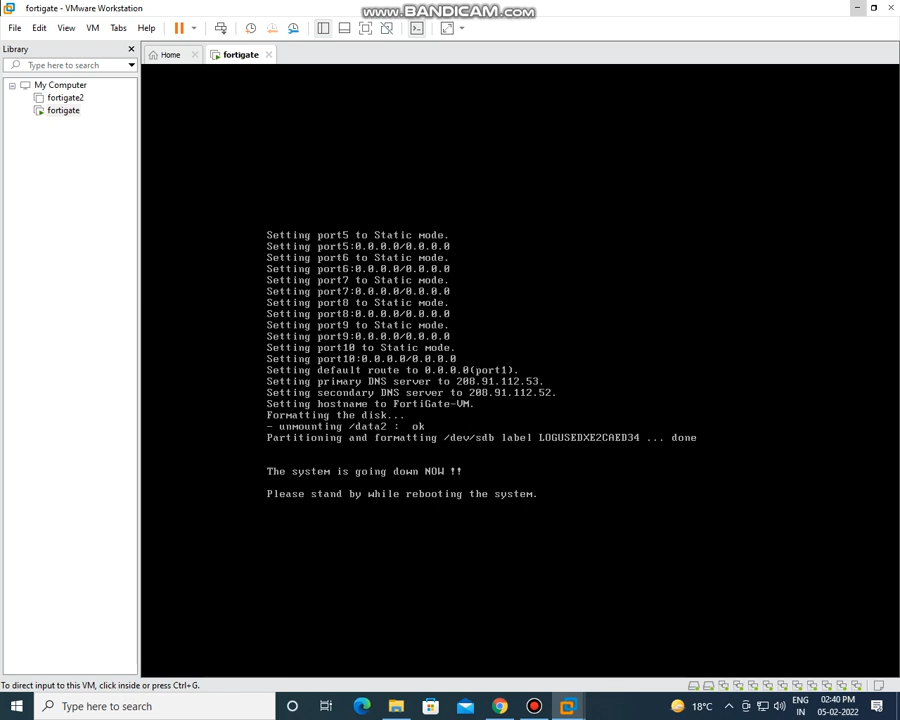 fortigate - VMware Workstation
www.BANDICAM.com
File Edit View VM Tabs Help
Library
Home
fortigate
Type here to search
My Computer
fortigate2
fortigate
Setting port5 to Static mode.
Setting port5:0.0.0.0/0.0.0.0
Setting port6 to Static mode.
Setting port6:0.0.0.0/0.0.0.0
Setting port7 to Static mode.
Setting port7:0.0.0.0/0.0.0.0
Setting port8 to Static mode.
Setting port8:0.0.0.0/0.0.0.0
Setting port9 to Static mode.
Setting port9:0.0.0.0/0.0.0.0
Setting port10 to Static mode.
Setting port10:0.0.0.0/0.0.0.0
Setting default route to 0.0.0.0(port1).
Setting primary DNS server to 208.91.112.53.
Setting secondary DNS server to 208.91.112.52.
Setting hostname to FortiGate-VM.
Formatting the disk...
- unmounting /data2 : ok
Partitioning and formatting /dev/sdb label LOGUSEDXE2CAED34 ... done
The system is going down NOW !!
Please stand by while rebooting the system.
To direct input to this VM, click inside or press Ctrl+G.
Type here to search
18°C
ENG
IN
02:40 PM
05-02-2022